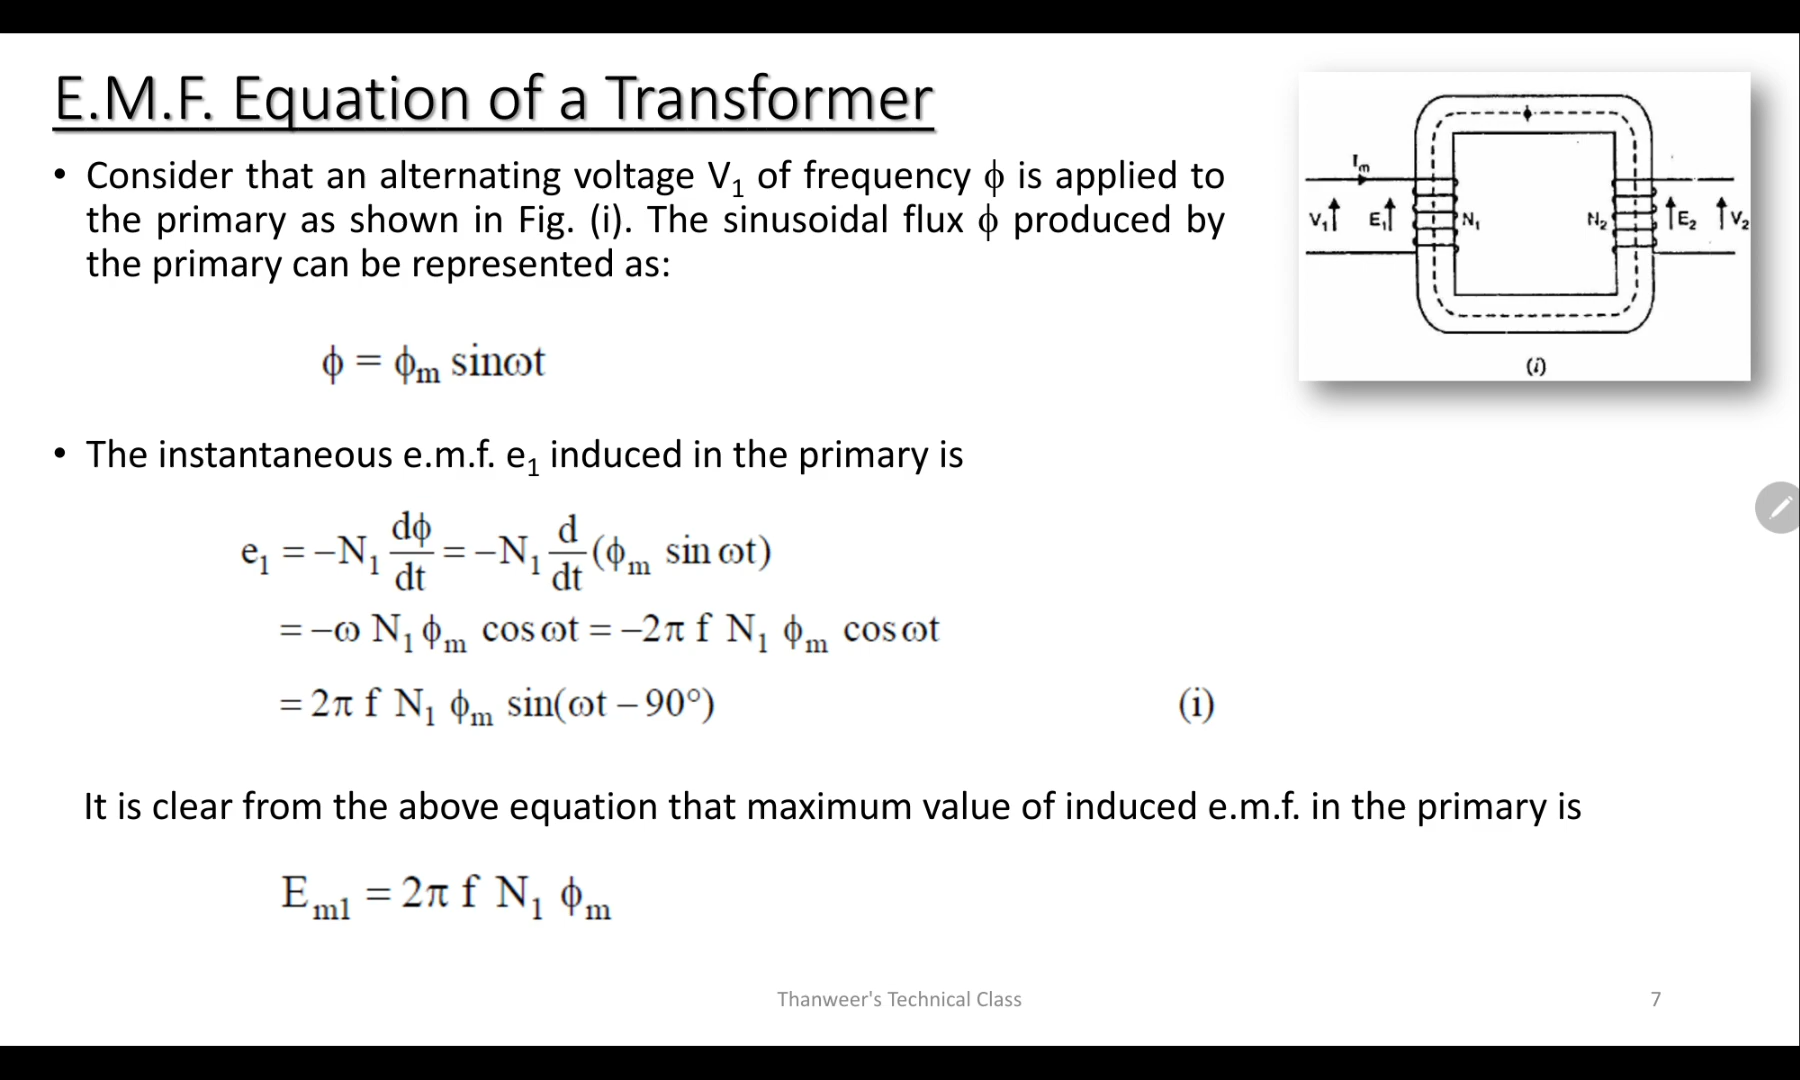 E.M.F. Equation of a Transformer
• Consider that an alternating voltage V₁ of frequency ϕ is applied to
the primary as shown in Fig. (i). The sinusoidal flux ϕ produced by
the primary can be represented as:
Iₘ
V₁ E₁ N₁ N₂ E₂ V₂
(i)
ϕ = ϕₘ sinωt
• The instantaneous e.m.f. e₁ induced in the primary is
e₁ = −N₁ dϕ/dt = −N₁ d/dt (ϕₘ sin ωt)
= −ω N₁ ϕₘ cos ωt = −2π f N₁ ϕₘ cos ωt
= 2π f N₁ ϕₘ sin(ωt − 90°) (i)
It is clear from the above equation that maximum value of induced e.m.f. in the primary is
Eₘ₁ = 2π f N₁ ϕₘ
Thanweer's Technical Class 7